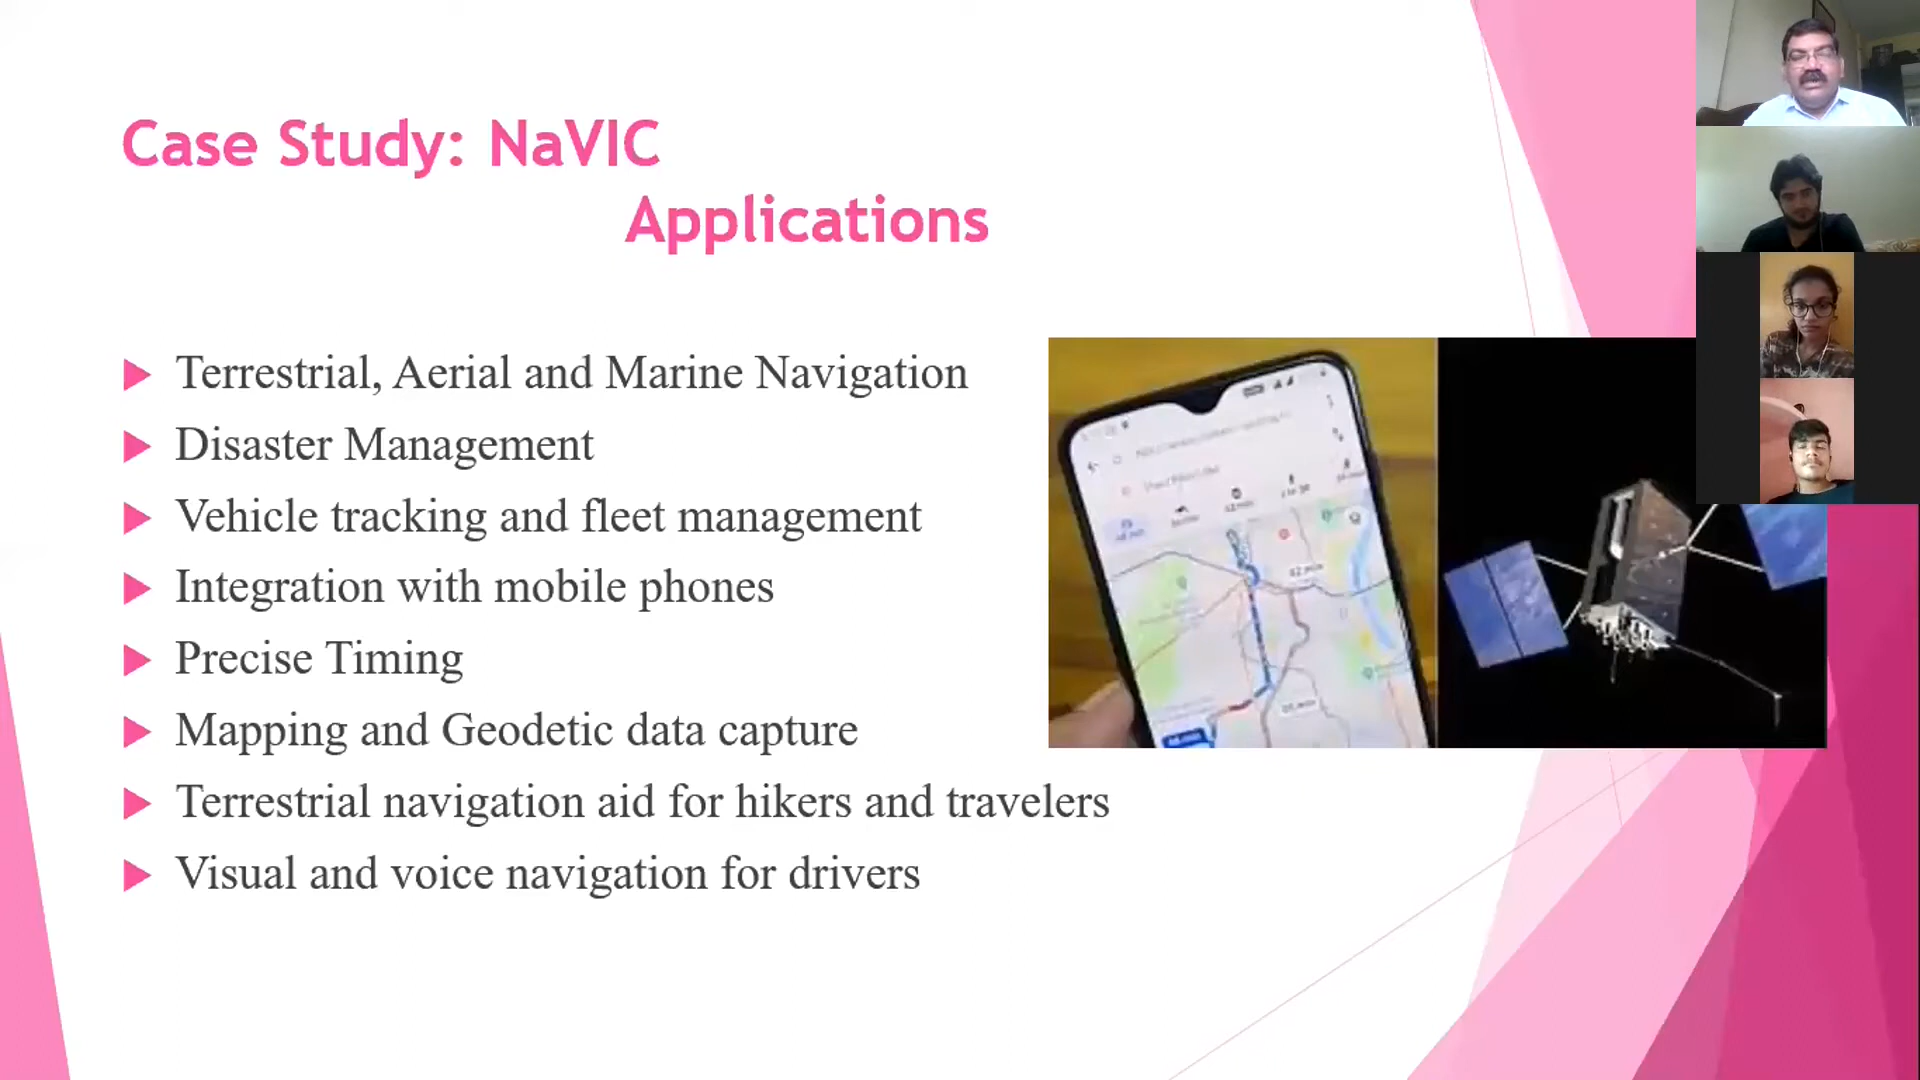 Case Study: NaVIC
Applications
Terrestrial, Aerial and Marine Navigation
Disaster Management
Vehicle tracking and fleet management
Integration with mobile phones
Precise Timing
Mapping and Geodetic data capture
Terrestrial navigation aid for hikers and travelers
Visual and voice navigation for drivers